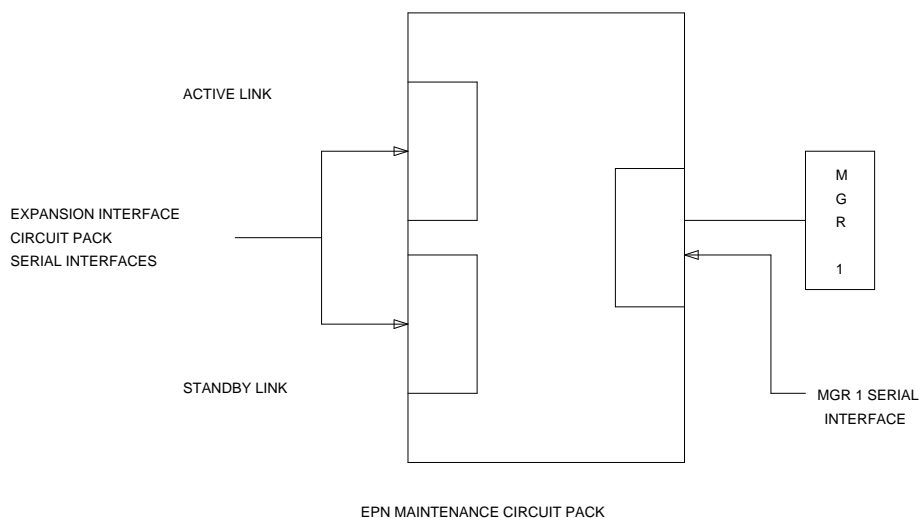 ACTIVE LINK
EXPANSION INTERFACE
CIRCUIT PACK
SERIAL INTERFACES
STANDBY LINK
M
G
R
1
MGR 1 SERIAL
INTERFACE
EPN MAINTENANCE CIRCUIT PACK